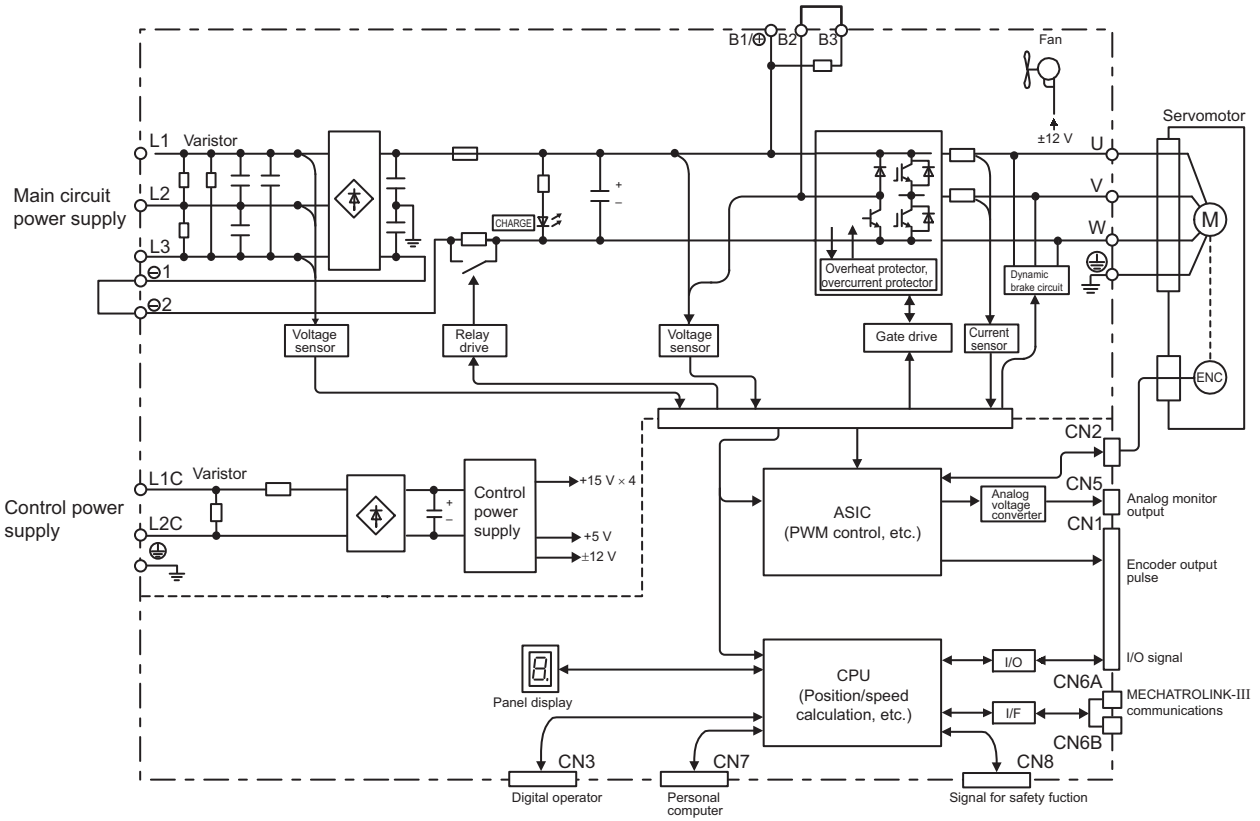 B1/⊕ B2 B3
Fan
±12 V
Servomotor
L1 Varistor
U
Main circuit
power supply
L2
V
CHARGE
+
–
W
M
L3
⊖1
⊖2
Overheat protector,
overcurrent protector
Dynamic
brake circuit
Voltage
sensor
Relay
drive
Voltage
sensor
Gate drive
Current
sensor
ENC
CN2
Control power
supply
L1C Varistor
L2C
+
–
Control
power
supply
+15 V × 4
+5 V
±12 V
ASIC
(PWM control, etc.)
Analog
voltage
converter
CN5
Analog monitor
output
CN1
Encoder output
pulse
I/O signal
Panel display
8.
CPU
(Position/speed
calculation, etc.)
I/O
I/F
CN6A
MECHATROLINK-III
communications
CN6B
CN3
Digital operator
CN7
Personal
computer
CN8
Signal for safety fuction